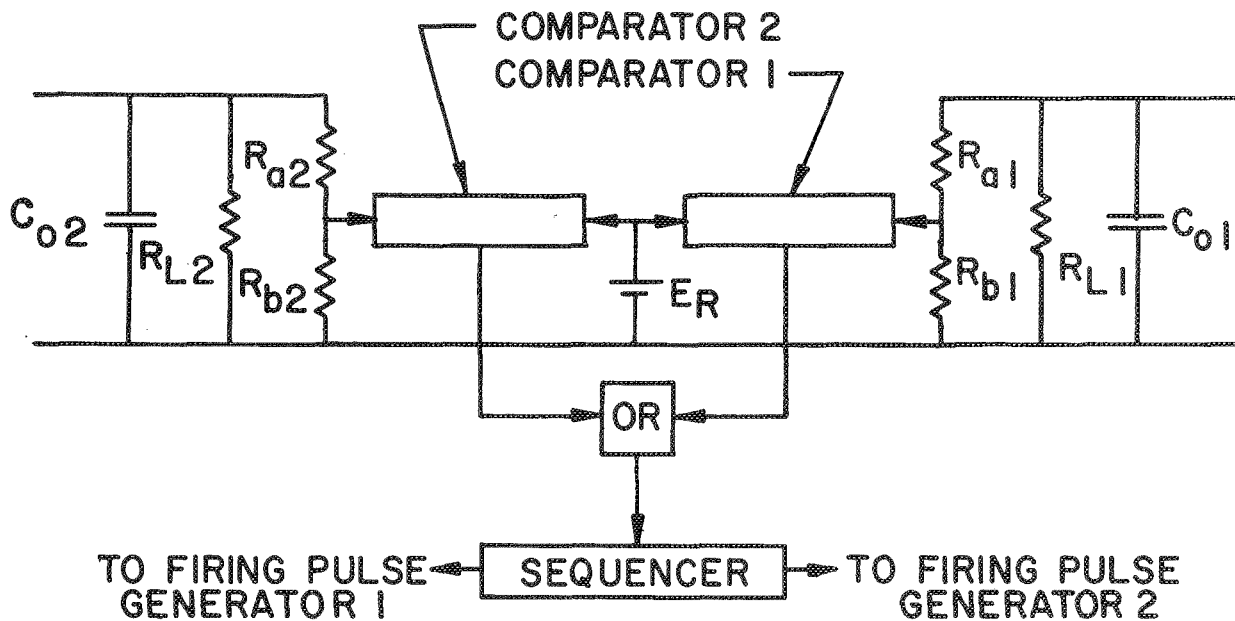 COMPARATOR 2
COMPARATOR 1
Ra2
Ra1
Co2
Co1
RL2
Rb2
ER
Rb1
RL1
OR
SEQUENCER
TO FIRING PULSE
GENERATOR 1
TO FIRING PULSE
GENERATOR 2